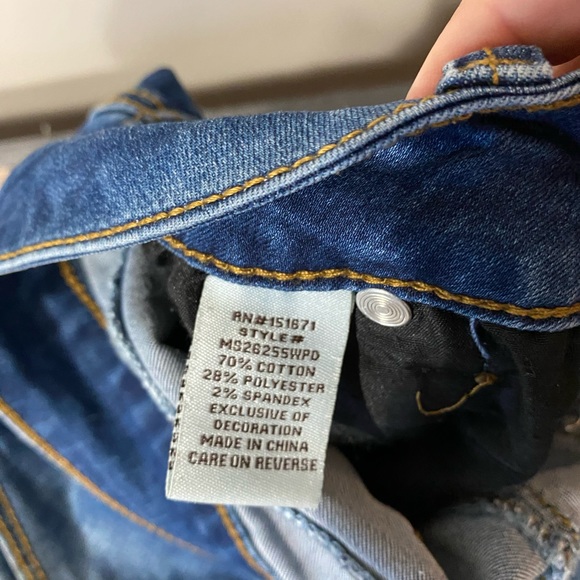 RN#151671
STYLE#
MS26255WPD
70% COTTON
28% POLYESTER
2% SPANDEX
EXCLUSIVE OF
DECORATION
MADE IN CHINA
CARE ON REVERSE